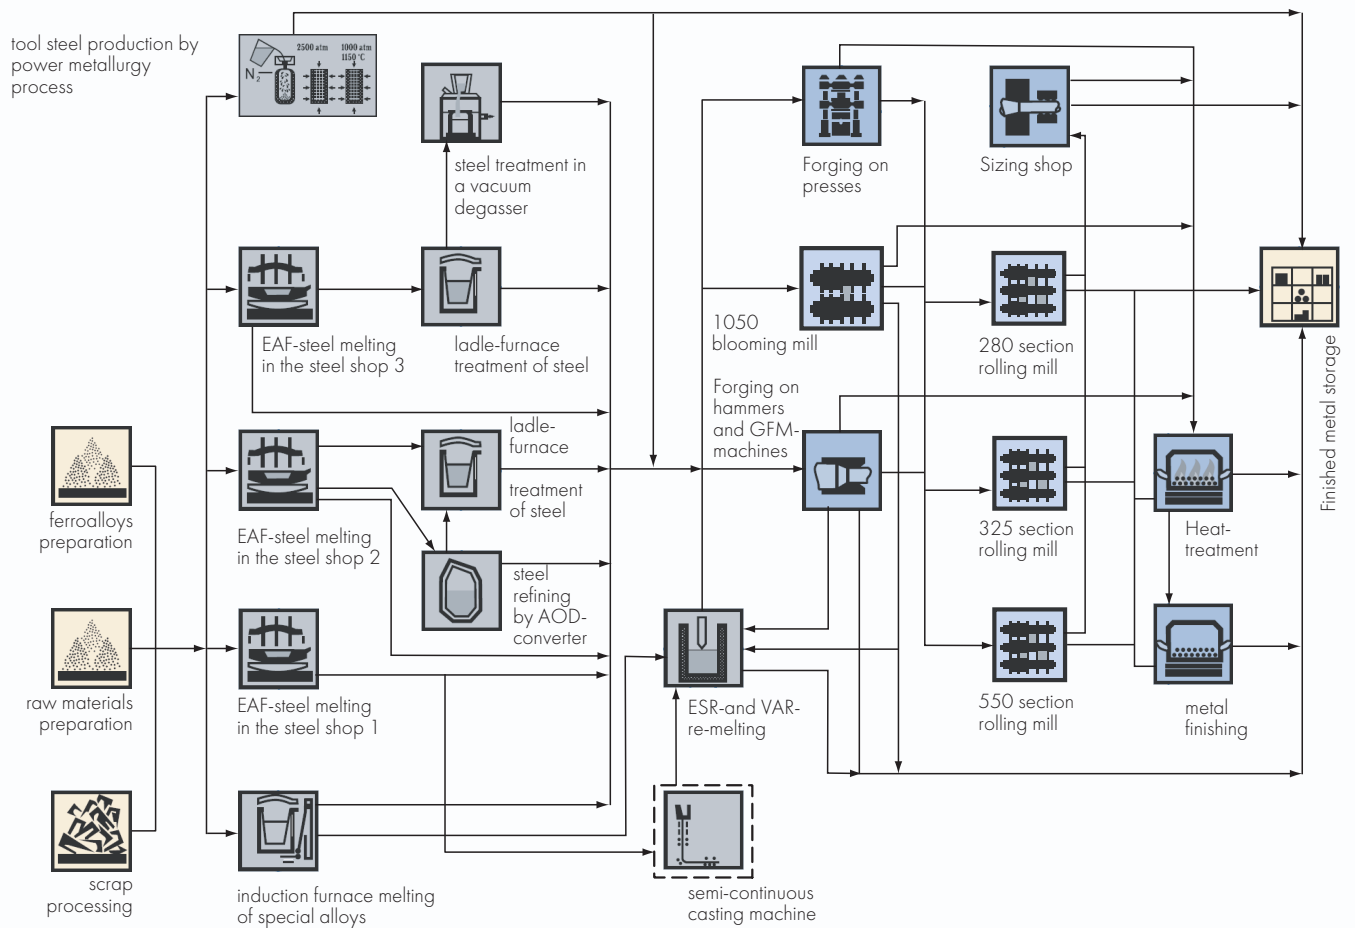 tool steel production by
power metallurgy
process
2500 atm
1000 atm
1150 °C
N2
steel treatment in
a vacuum
degasser
Forging on
presses
Sizing shop
EAF-steel melting
in the steel shop 3
ladle-furnace
treatment of steel
1050
blooming mill
280 section
rolling mill
Finished metal storage
Forging on
hammers
and GFM-
machines
ladle-
furnace
treatment
of steel
ferroalloys
preparation
EAF-steel melting
in the steel shop 2
325 section
rolling mill
Heat-
treatment
steel
refining
by AOD-
converter
raw materials
preparation
EAF-steel melting
in the steel shop 1
ESR-and VAR-
re-melting
550 section
rolling mill
metal
finishing
scrap
processing
induction furnace melting
of special alloys
semi-continuous
casting machine